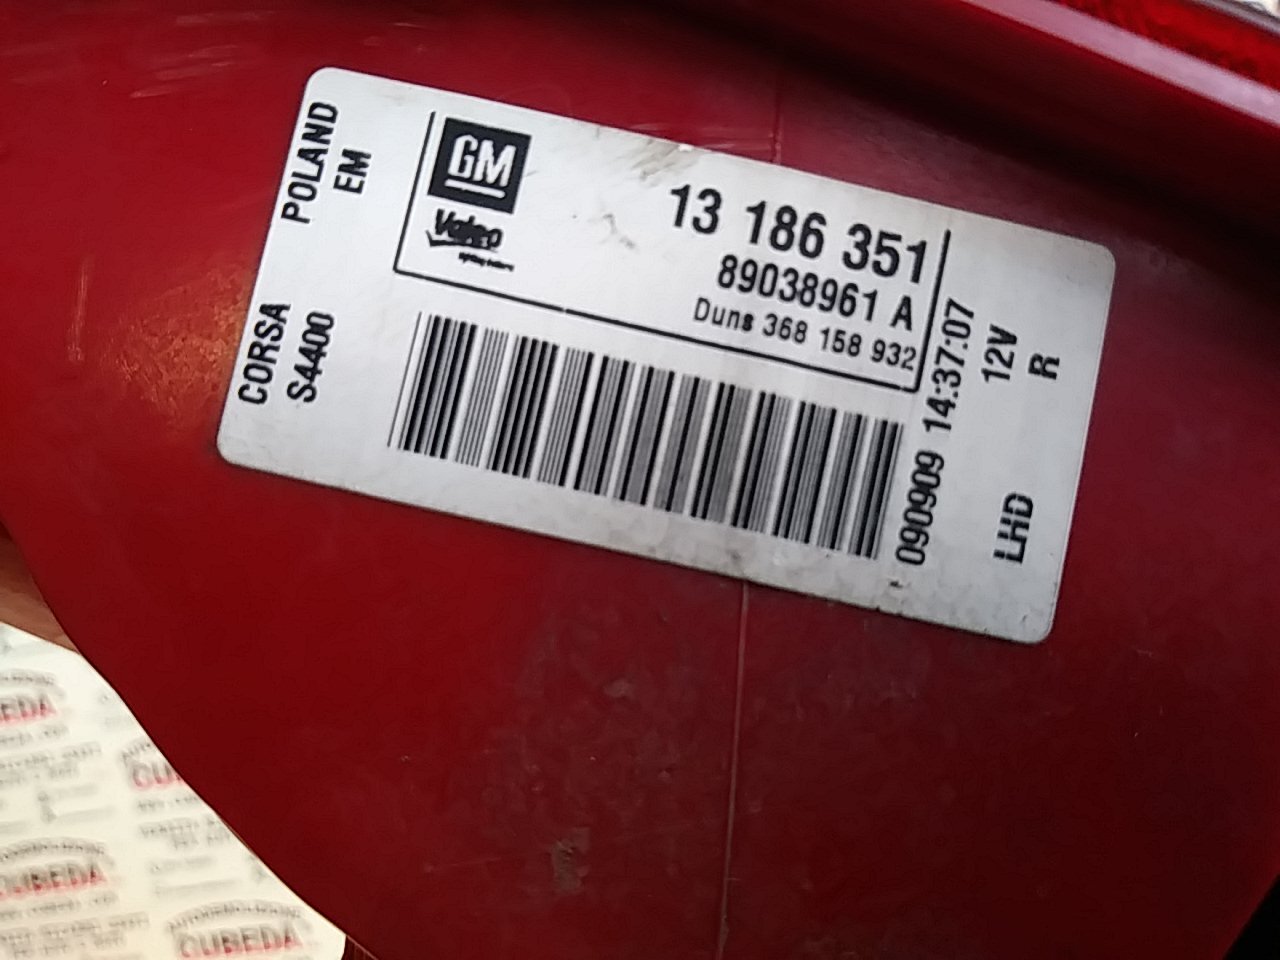 POLAND
EM
CORSA
S4400
GM
Valeo
13 186 351
89038961 A
Duns 368 158 932
090909 14:37:07
12V
R
LHD
CUBEDA
CUBEDA